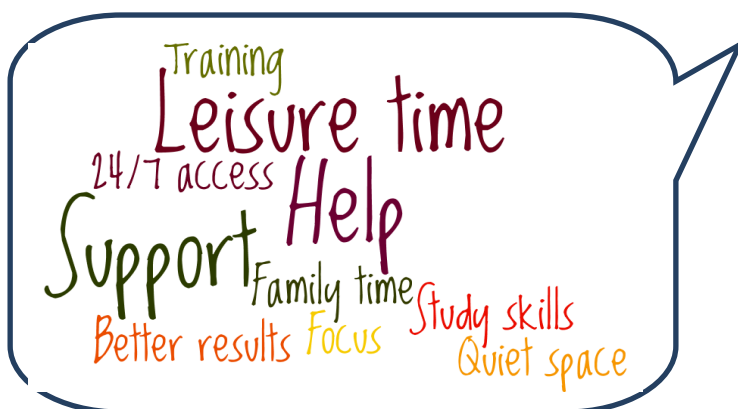 Training
Leisure time
24/7 access
Help
Support
Family time
Study skills
Better results
Focus
Quiet space